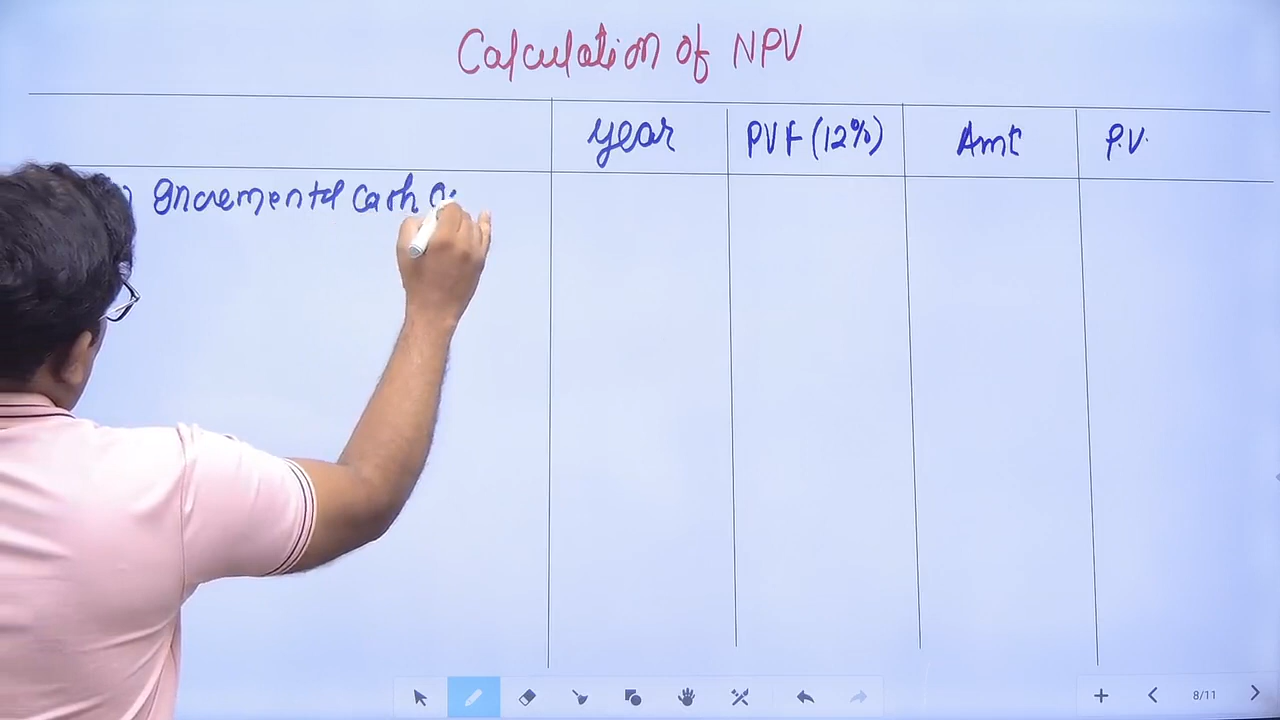 Calculation of NPV
year PVF (12%) Amt P.V.
Incremental Cash
8/11